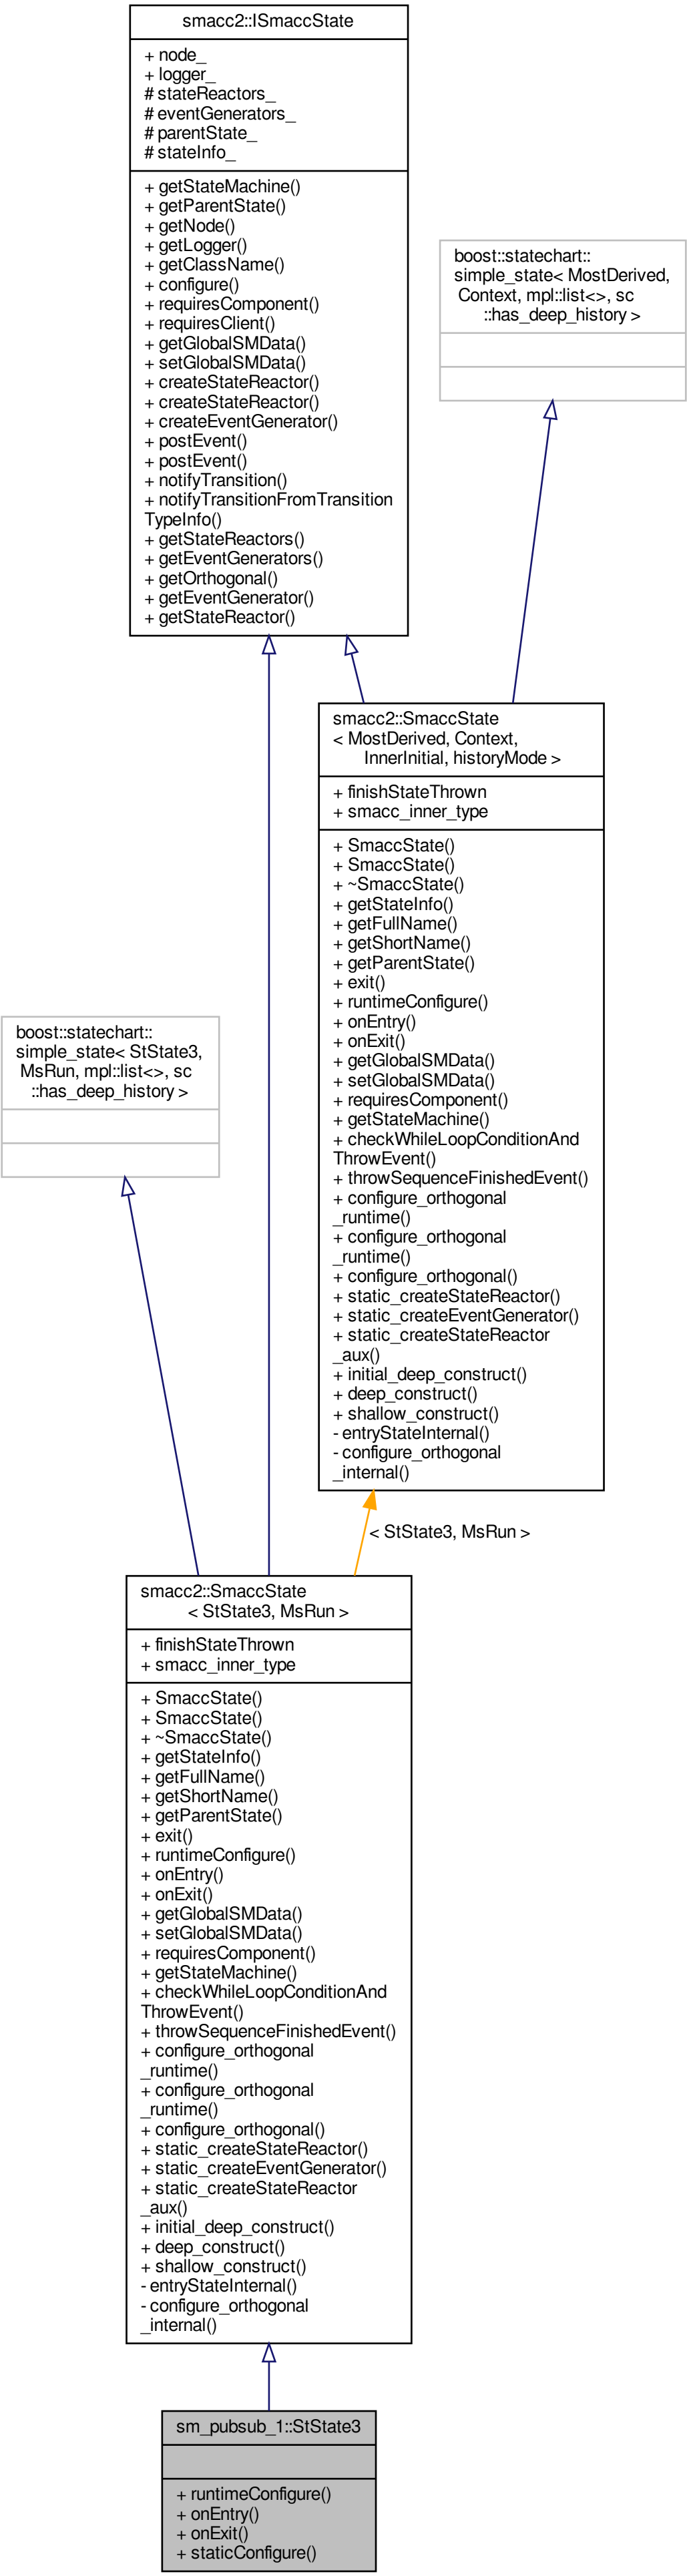 smacc2::ISmaccState
+ node_
+ logger_
# stateReactors_
# eventGenerators_
# parentState_
# stateInfo_
+ getStateMachine()
+ getParentState()
+ getNode()
+ getLogger()
+ getClassName()
+ configure()
+ requiresComponent()
+ requiresClient()
+ getGlobalSMData()
+ setGlobalSMData()
+ createStateReactor()
+ createStateReactor()
+ createEventGenerator()
+ postEvent()
+ postEvent()
+ notifyTransition()
+ notifyTransitionFromTransition
TypeInfo()
+ getStateReactors()
+ getEventGenerators()
+ getOrthogonal()
+ getEventGenerator()
+ getStateReactor()
boost::statechart::
simple_state< MostDerived,
Context, mpl::list<>, sc
::has_deep_history >
smacc2::SmaccState
< MostDerived, Context,
InnerInitial, historyMode >
+ finishStateThrown
+ smacc_inner_type
+ SmaccState()
+ SmaccState()
+ ~SmaccState()
+ getStateInfo()
+ getFullName()
+ getShortName()
+ getParentState()
+ exit()
+ runtimeConfigure()
+ onEntry()
+ onExit()
+ getGlobalSMData()
+ setGlobalSMData()
+ requiresComponent()
+ getStateMachine()
+ checkWhileLoopConditionAnd
ThrowEvent()
+ throwSequenceFinishedEvent()
+ configure_orthogonal
_runtime()
+ configure_orthogonal
_runtime()
+ configure_orthogonal()
+ static_createStateReactor()
+ static_createEventGenerator()
+ static_createStateReactor
_aux()
+ initial_deep_construct()
+ deep_construct()
+ shallow_construct()
- entryStateInternal()
- configure_orthogonal
_internal()
boost::statechart::
simple_state< StState3,
MsRun, mpl::list<>, sc
::has_deep_history >
< StState3, MsRun >
smacc2::SmaccState
< StState3, MsRun >
+ finishStateThrown
+ smacc_inner_type
+ SmaccState()
+ SmaccState()
+ ~SmaccState()
+ getStateInfo()
+ getFullName()
+ getShortName()
+ getParentState()
+ exit()
+ runtimeConfigure()
+ onEntry()
+ onExit()
+ getGlobalSMData()
+ setGlobalSMData()
+ requiresComponent()
+ getStateMachine()
+ checkWhileLoopConditionAnd
ThrowEvent()
+ throwSequenceFinishedEvent()
+ configure_orthogonal
_runtime()
+ configure_orthogonal
_runtime()
+ configure_orthogonal()
+ static_createStateReactor()
+ static_createEventGenerator()
+ static_createStateReactor
_aux()
+ initial_deep_construct()
+ deep_construct()
+ shallow_construct()
- entryStateInternal()
- configure_orthogonal
_internal()
sm_pubsub_1::StState3
+ runtimeConfigure()
+ onEntry()
+ onExit()
+ staticConfigure()